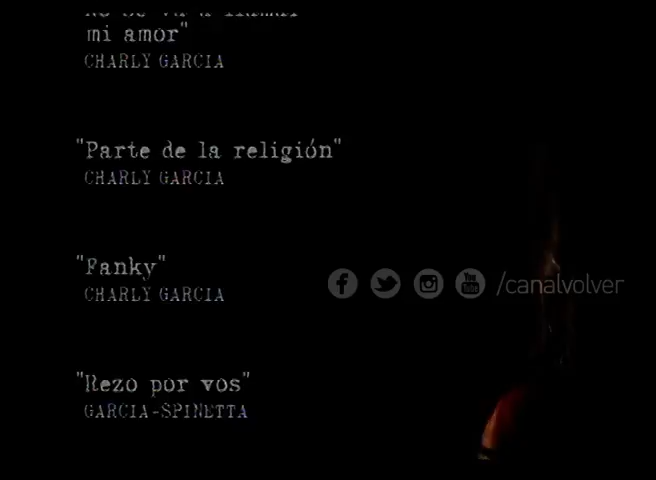 mi amor"
CHARLY GARCIA
"Parte de la religión"
CHARLY GARCIA
"Fanky"
CHARLY GARCIA
/canalvolver
"Rezo por vos"
GARCIA-SPINETTA